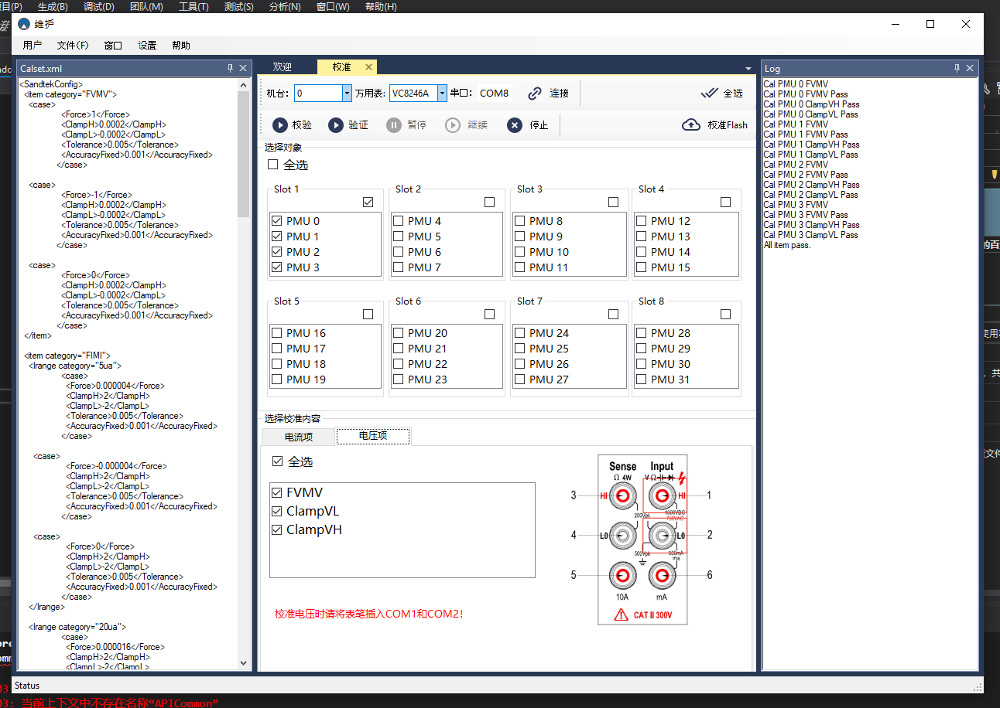 生成(B) 调试(D) 团队(M) 工具(T) 测试(S) 分析(N) 窗口(W) 帮助(H)
维护
用户 文件(F) 窗口 设置 帮助
Calset.xml
<SandtekConfig>
<item category="FVMV">
<case>
<Force>1</Force>
<ClampH>0.0002</ClampH>
<ClampL>-0.0002</ClampL>
<Tolerance>0.005</Tolerance>
<AccuracyFixed>0.001</AccuracyFixed>
</case>
<case>
<Force>-1</Force>
<ClampH>0.0002</ClampH>
<ClampL>-0.0002</ClampL>
<Tolerance>0.005</Tolerance>
<AccuracyFixed>0.001</AccuracyFixed>
</case>
<case>
<Force>0</Force>
<ClampH>0.0002</ClampH>
<ClampL>-0.0002</ClampL>
<Tolerance>0.005</Tolerance>
<AccuracyFixed>0.001</AccuracyFixed>
</case>
</item>
<item category="FIMI">
<Irange category="5ua">
<case>
<Force>0.000004</Force>
<ClampH>2</ClampH>
<ClampL>-2</ClampL>
<Tolerance>0.005</Tolerance>
<AccuracyFixed>0.001</AccuracyFixed>
</case>
<case>
<Force>-0.000004</Force>
<ClampH>2</ClampH>
<ClampL>-2</ClampL>
<Tolerance>0.005</Tolerance>
<AccuracyFixed>0.001</AccuracyFixed>
</case>
<case>
<Force>0</Force>
<ClampH>2</ClampH>
<ClampL>-2</ClampL>
<Tolerance>0.005</Tolerance>
<AccuracyFixed>0.001</AccuracyFixed>
</case>
</Irange>
<Irange category="20ua">
<case>
<Force>0.000016</Force>
<ClampH>2</ClampH>
<ClampL>-2</ClampL>
欢迎 校准
机台: 0 万用表: VC8246A 串口: COM8 连接 全选
校验 验证 暂停 继续 停止 校准Flash
选择对象
全选
Slot 1 Slot 2 Slot 3 Slot 4
PMU 0 PMU 4 PMU 8 PMU 12
PMU 1 PMU 5 PMU 9 PMU 13
PMU 2 PMU 6 PMU 10 PMU 14
PMU 3 PMU 7 PMU 11 PMU 15
Slot 5 Slot 6 Slot 7 Slot 8
PMU 16 PMU 20 PMU 24 PMU 28
PMU 17 PMU 21 PMU 25 PMU 29
PMU 18 PMU 22 PMU 26 PMU 30
PMU 19 PMU 23 PMU 27 PMU 31
选择校准内容
电流项 电压项
全选
FVMV
ClampVL
ClampVH
校准电压时请将表笔插入COM1和COM2!
Sense Input
Ω 4W V Ω
3 HI HI 1
200Vpk 1000VDC
750VAC
4 LO LO 2
500Vpk 500mA
rms
5 6
10A mA
CAT II 300V
Log
Cal PMU 0 FVMV
Cal PMU 0 FVMV Pass
Cal PMU 0 ClampVH Pass
Cal PMU 0 ClampVL Pass
Cal PMU 1 FVMV
Cal PMU 1 FVMV Pass
Cal PMU 1 ClampVH Pass
Cal PMU 1 ClampVL Pass
Cal PMU 2 FVMV
Cal PMU 2 FVMV Pass
Cal PMU 2 ClampVH Pass
Cal PMU 2 ClampVL Pass
Cal PMU 3 FVMV
Cal PMU 3 FVMV Pass
Cal PMU 3 ClampVH Pass
Cal PMU 3 ClampVL Pass
All item pass.
Status
03: 当前上下文中不存在名称“APICommon”